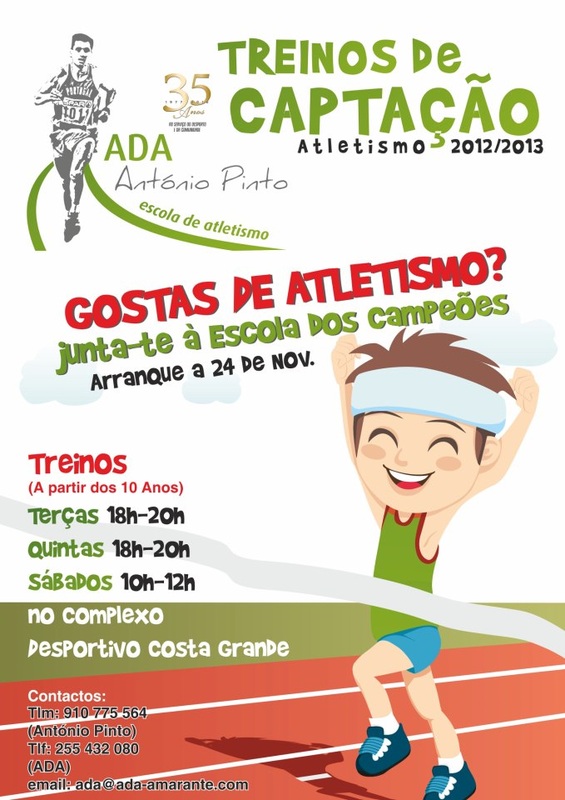 TREINOS DE
CAPTAÇÃO
Atletismo 2012/2013
35
Anos
ADA
António Pinto
escola de atletismo
GOSTAS DE ATLETISMO?
junta-te à Escola dos Campeões
Arranque a 24 de Nov.
Treinos
(A partir dos 10 Anos)
Terças 18h-20h
Quintas 18h-20h
Sábados 10h-12h
no Complexo
Desportivo Costa Grande
Contactos:
Tlm: 910 775 564
(António Pinto)
Tlf: 255 432 080
(ADA)
email: ada@ada-amarante.com